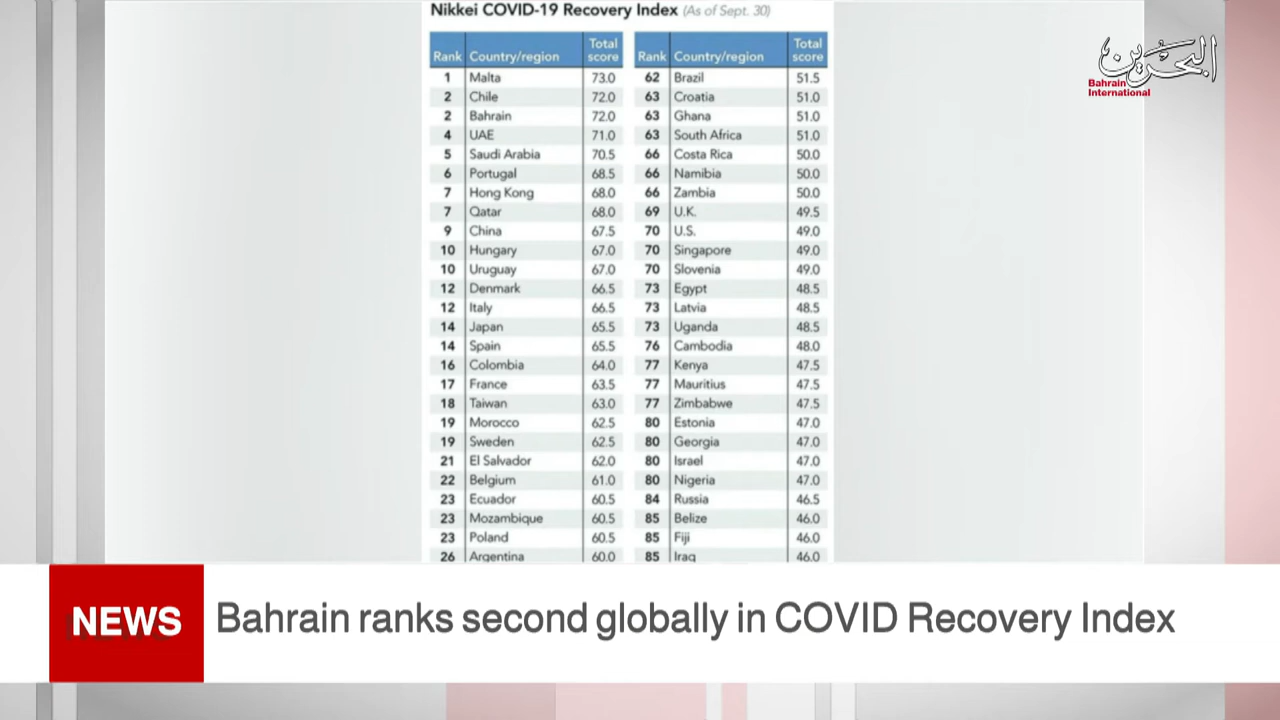 Nikkei COVID-19 Recovery Index (As of Sept. 30)
البحرين
Bahrain
International
Rank Country/region Total score Rank Country/region Total score
1 Malta 73.0 62 Brazil 51.5
2 Chile 72.0 63 Croatia 51.0
2 Bahrain 72.0 63 Ghana 51.0
4 UAE 71.0 63 South Africa 51.0
5 Saudi Arabia 70.5 66 Costa Rica 50.0
6 Portugal 68.5 66 Namibia 50.0
7 Hong Kong 68.0 66 Zambia 50.0
7 Qatar 68.0 69 U.K. 49.5
9 China 67.5 70 U.S. 49.0
10 Hungary 67.0 70 Singapore 49.0
10 Uruguay 67.0 70 Slovenia 49.0
12 Denmark 66.5 73 Egypt 48.5
12 Italy 66.5 73 Latvia 48.5
14 Japan 65.5 73 Uganda 48.5
14 Spain 65.5 76 Cambodia 48.0
16 Colombia 64.0 77 Kenya 47.5
17 France 63.5 77 Mauritius 47.5
18 Taiwan 63.0 77 Zimbabwe 47.5
19 Morocco 62.5 80 Estonia 47.0
19 Sweden 62.5 80 Georgia 47.0
21 El Salvador 62.0 80 Israel 47.0
22 Belgium 61.0 80 Nigeria 47.0
23 Ecuador 60.5 84 Russia 46.5
23 Mozambique 60.5 85 Belize 46.0
23 Poland 60.5 85 Fiji 46.0
26 Argentina 60.0 85 Iraq 46.0
NEWS Bahrain ranks second globally in COVID Recovery Index